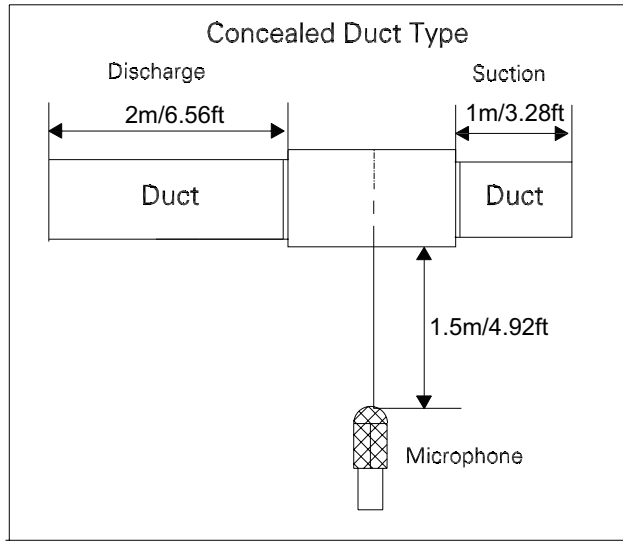 Concealed Duct Type
Discharge
Suction
2m/6.56ft
1m/3.28ft
Duct
Duct
1.5m/4.92ft
Microphone